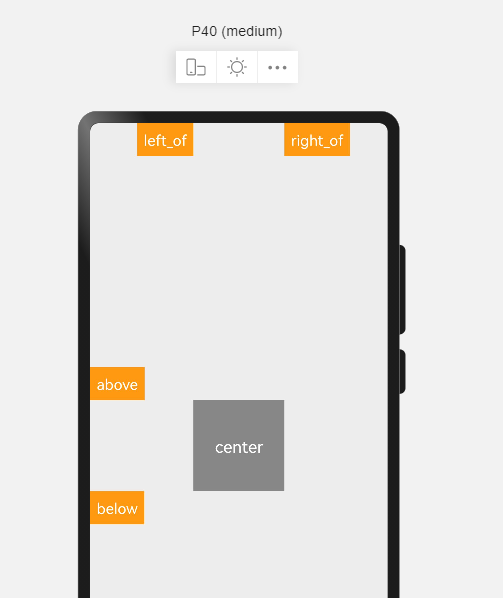 P40 (medium)
left_of
right_of
above
center
below